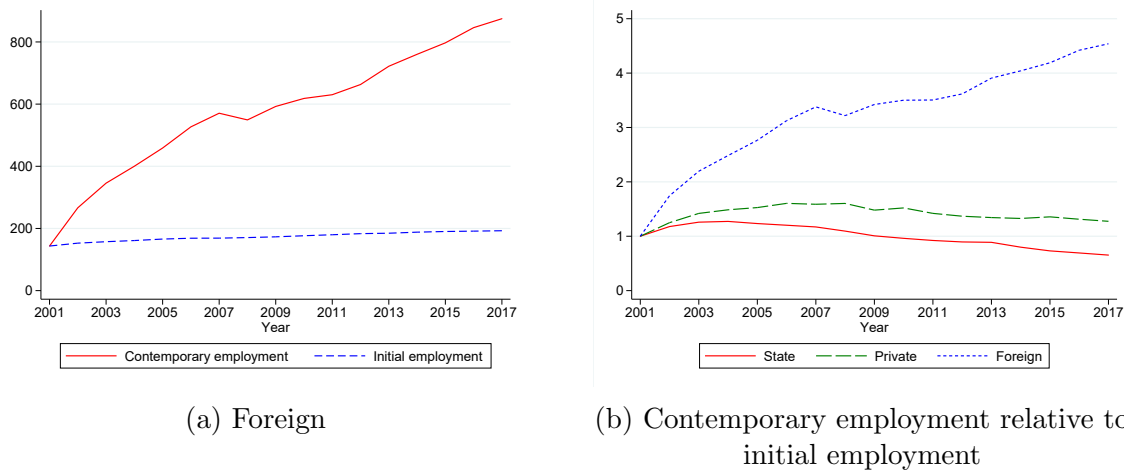 800
600
400
200
0
2001 2003 2005 2007 2009 2011 2013 2015 2017
Year
Contemporary employment Initial employment
(a) Foreign
5
4
3
2
1
0
2001 2003 2005 2007 2009 2011 2013 2015 2017
Year
State Private Foreign
(b) Contemporary employment relative to
initial employment